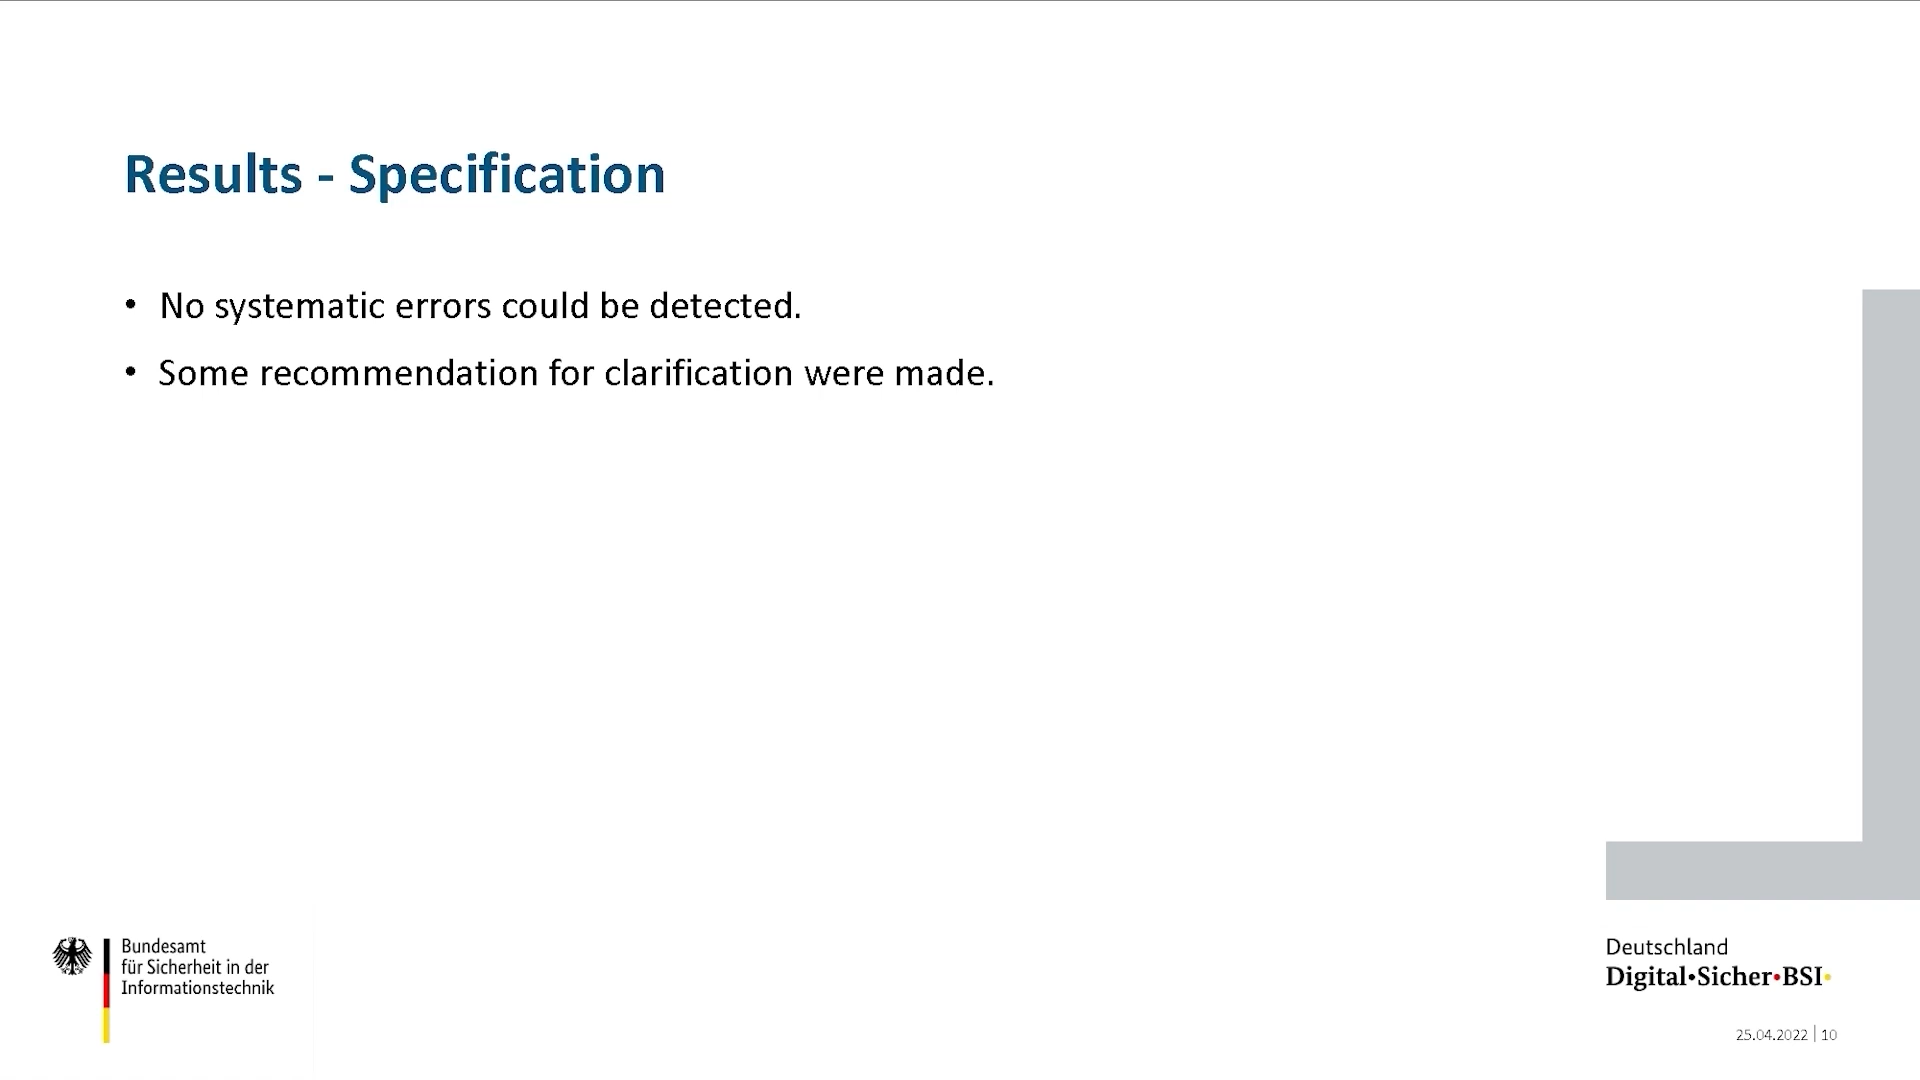 Results - Specification
• No systematic errors could be detected.
• Some recommendation for clarification were made.
Bundesamt
für Sicherheit in der
Informationstechnik
Deutschland
Digital•Sicher•BSI•
25.04.2022 | 10